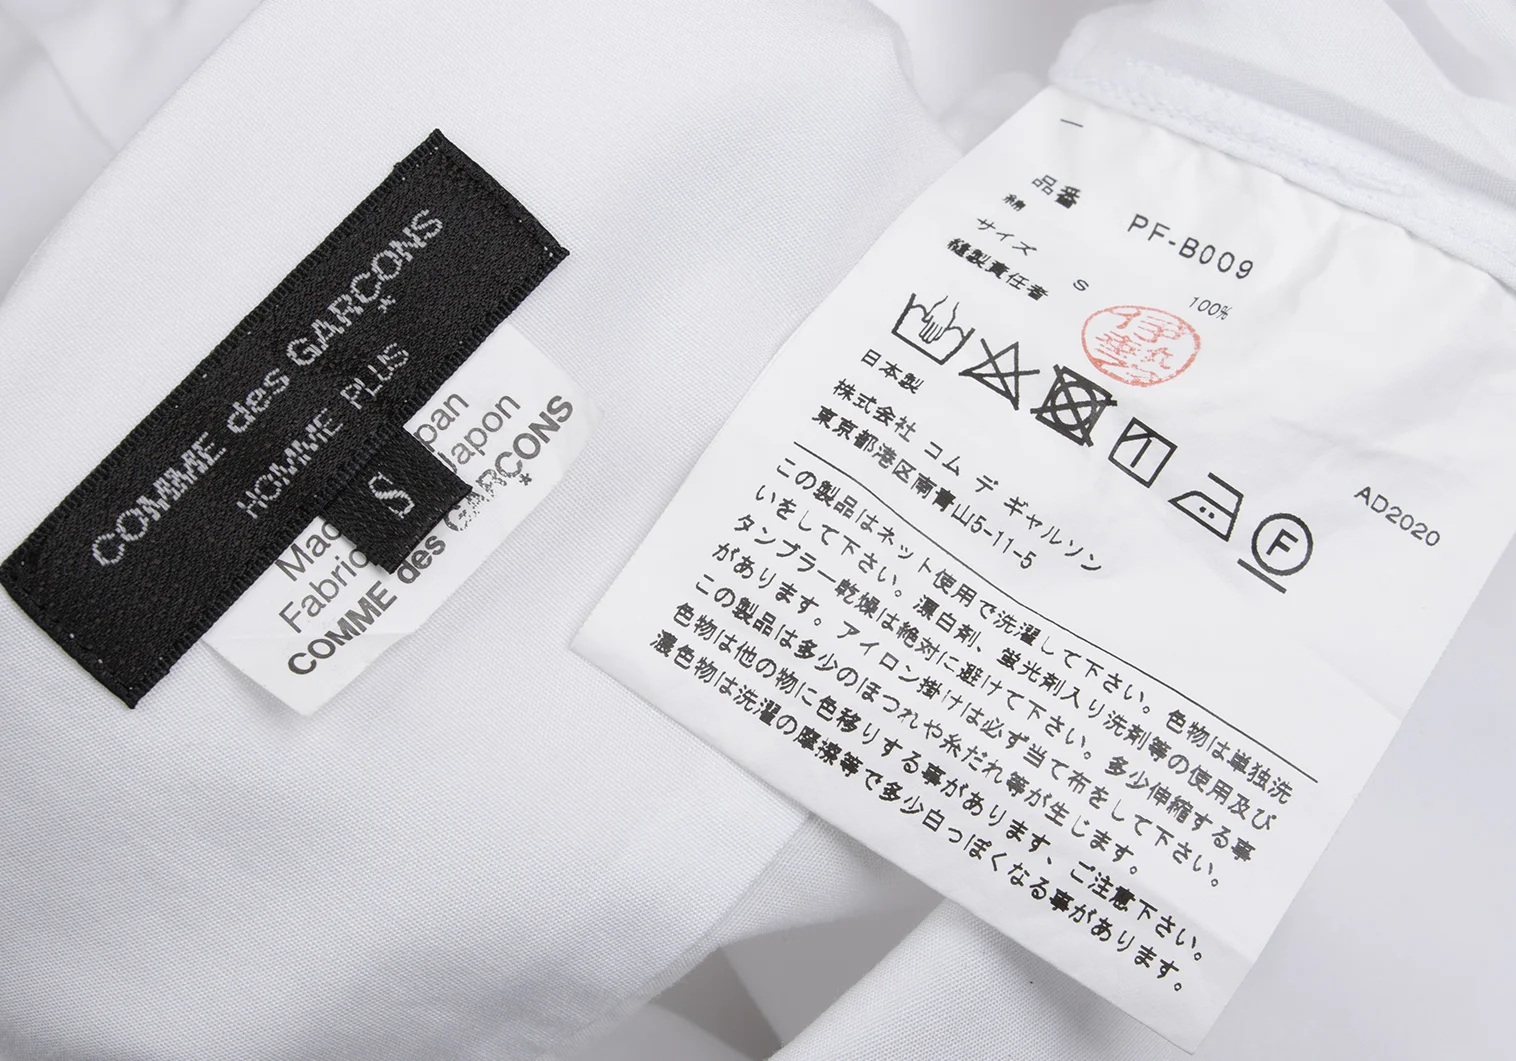 COMME des GARÇONS
HOMME PLUS
S
COMME des GARÇONS
品番 PF-B009
綿 100%
サイズ S
縫製責任者
F
日本製
AD2020
株式会社 コム デ ギャルソン
東京都港区南青山5-11-5
この製品はネット使用で洗濯して下さい。色物は単独洗
いをして下さい。漂白剤、蛍光剤入り洗剤等の使用及び
タンブラー乾燥は絶対に避けて下さい。多少伸縮する事
があります。アイロン掛けは必ず当て布をして下さい。
この製品は多少のほつれや糸だれ等が生じます。
色物は他の物に色移りする事があります、ご注意下さい。
濃色物は洗濯の摩擦等で多少白っぽくなる事があります。